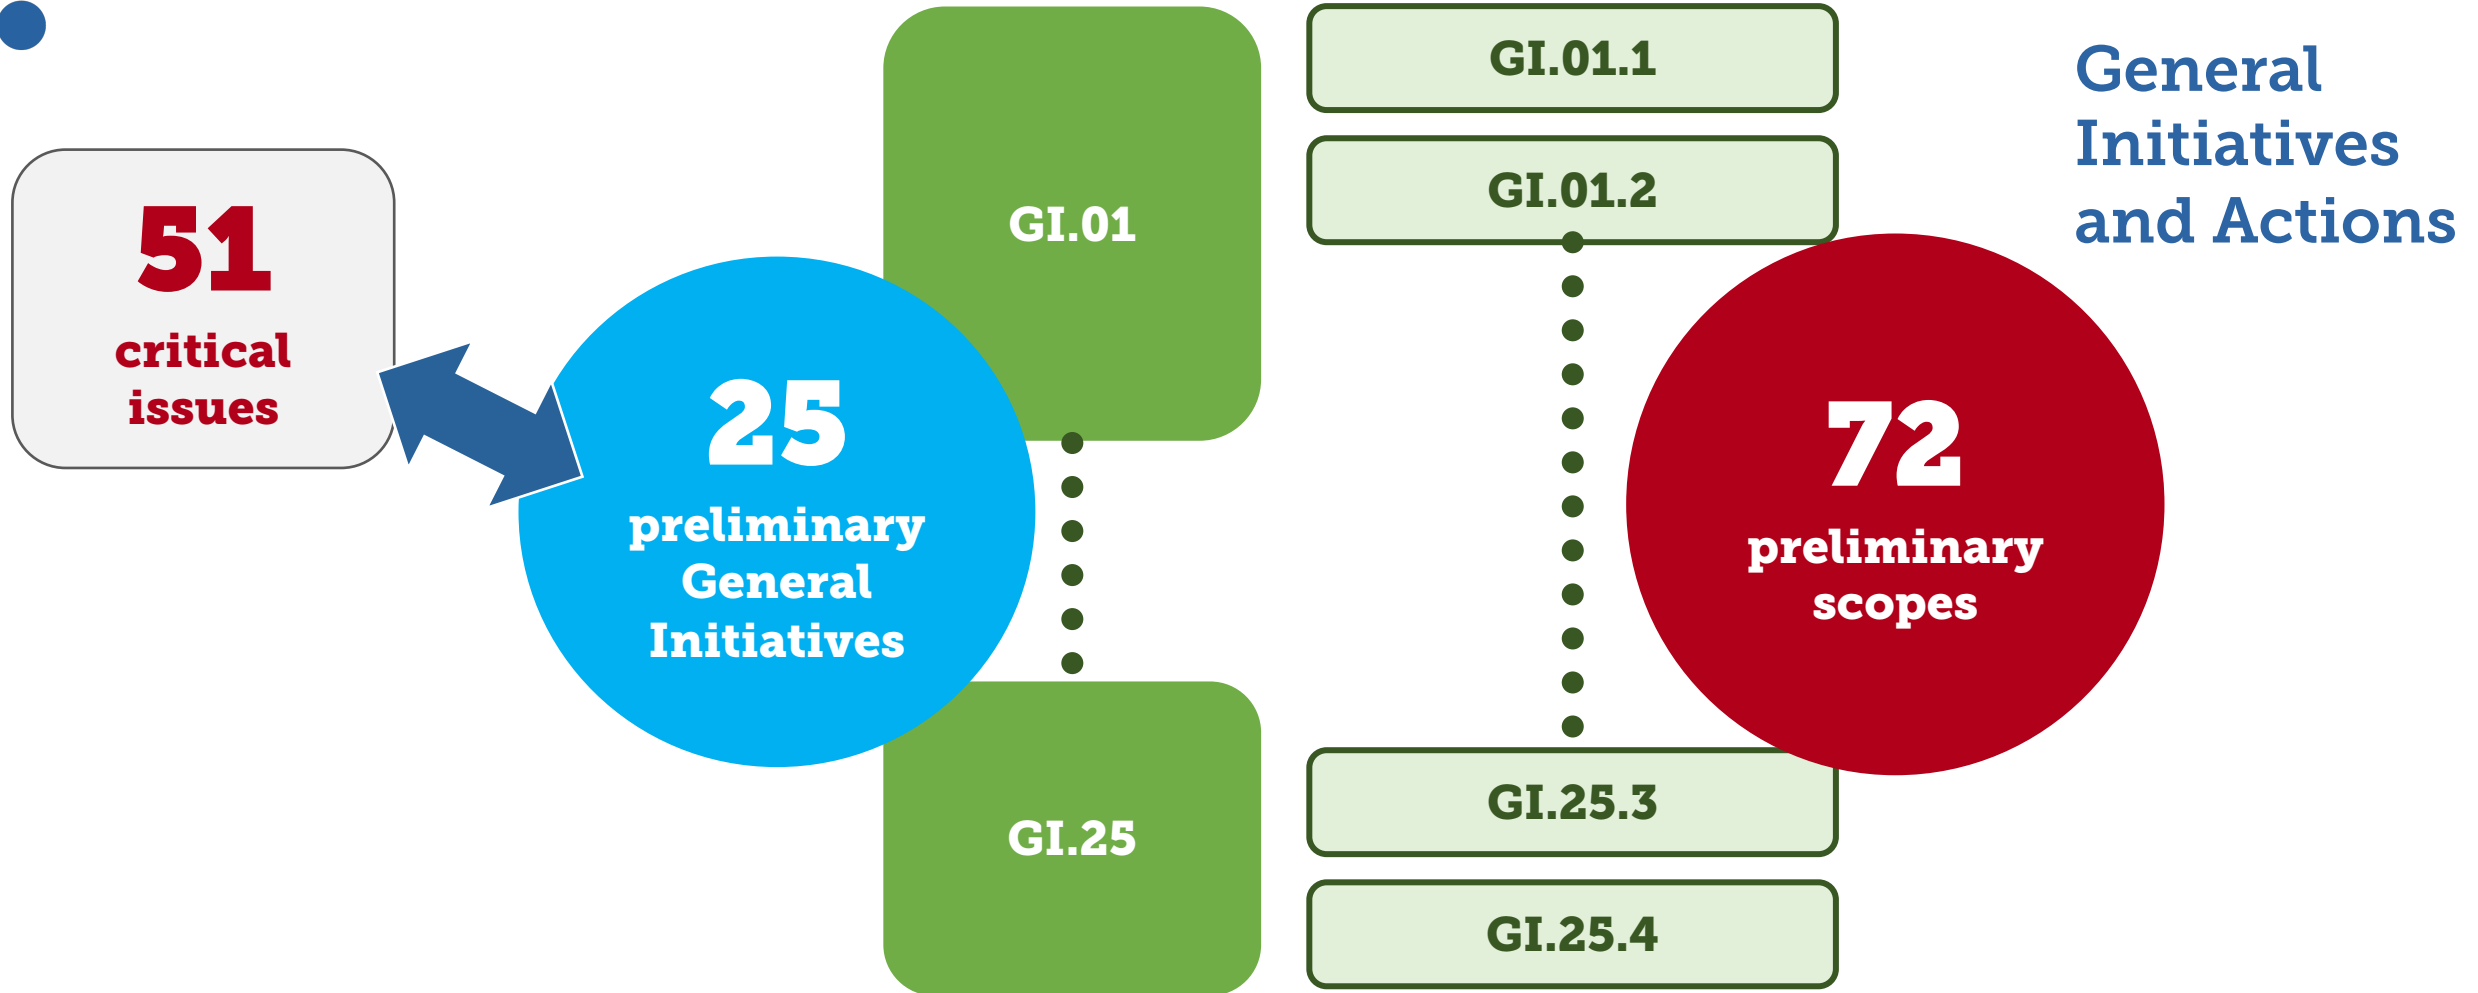 General
Initiatives
and Actions
51
critical
issues
25
preliminary
General
Initiatives
GI.01
GI.25
GI.01.1
GI.01.2
GI.25.3
GI.25.4
72
preliminary
scopes